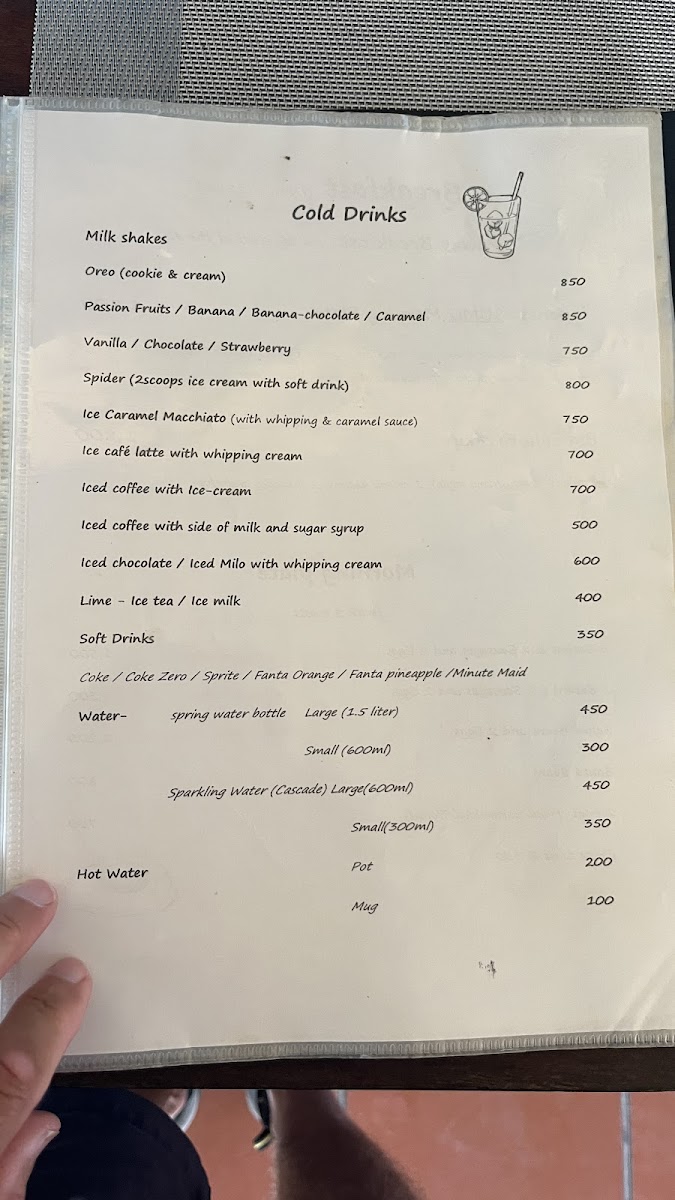 Cold Drinks
Milk shakes
Oreo (cookie & cream) 850
Passion Fruits / Banana / Banana-chocolate / Caramel 850
Vanilla / Chocolate / Strawberry 750
Spider (2scoops ice cream with soft drink) 800
Ice Caramel Macchiato (with whipping & caramel sauce) 750
Ice café latte with whipping cream 700
Iced coffee with Ice-cream 700
Iced coffee with side of milk and sugar syrup 500
Iced chocolate / Iced Milo with whipping cream 600
Lime - Ice tea / Ice milk 400
Soft Drinks 350
Coke / Coke Zero / Sprite / Fanta Orange / Fanta pineapple /Minute Maid
Water- spring water bottle Large (1.5 liter) 450
Small (600ml) 300
Sparkling Water (Cascade) Large(600ml) 450
Small(300ml) 350
Hot Water Pot 200
Mug 100